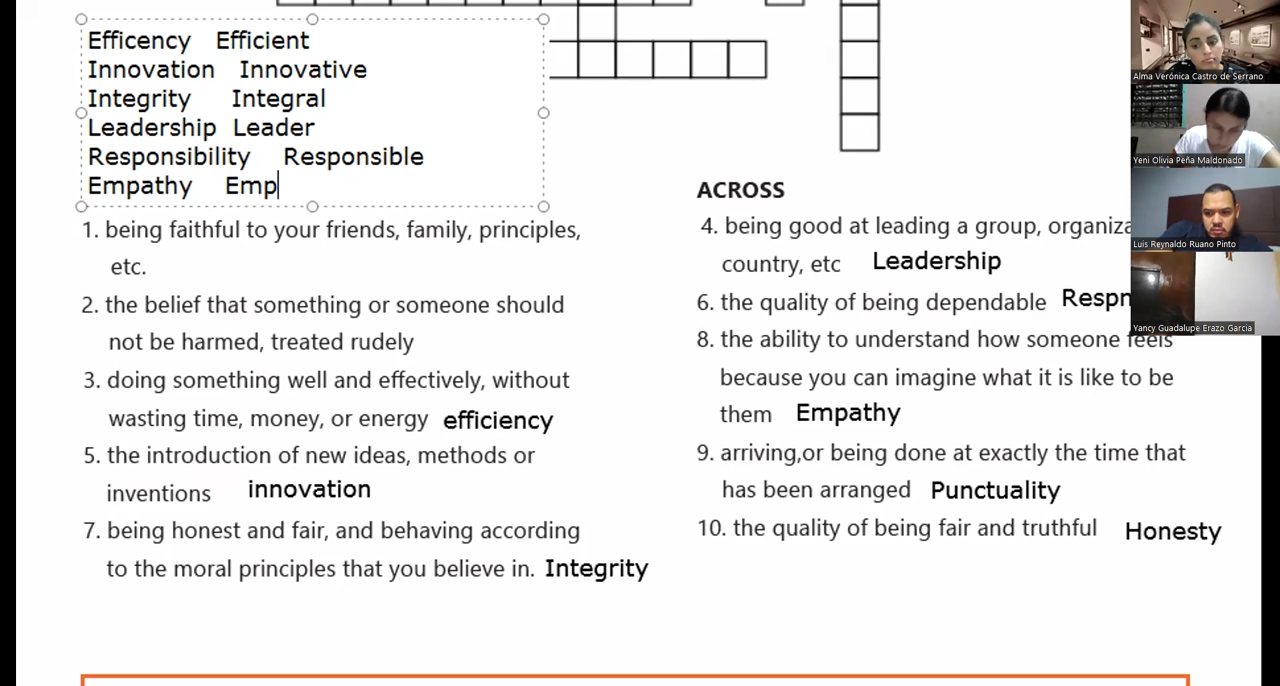 Efficency Efficient
Innovation Innovative
Integrity Integral
Leadership Leader
Responsibility Responsible
Empathy Emp
1. being faithful to your friends, family, principles,
etc.
2. the belief that something or someone should
not be harmed, treated rudely
3. doing something well and effectively, without
wasting time, money, or energy efficiency
5. the introduction of new ideas, methods or
inventions innovation
7. being honest and fair, and behaving according
to the moral principles that you believe in. Integrity
ACROSS
4. being good at leading a group, organiza
country, etc Leadership
6. the quality of being dependable Respn
8. the ability to understand how someone feels
because you can imagine what it is like to be
them Empathy
9. arriving,or being done at exactly the time that
has been arranged Punctuality
10. the quality of being fair and truthful Honesty
Alma Verónica Castro de Serrano
Yeni Olivia Peña Maldonado
Luis Reynaldo Ruano Pinto
Yancy Guadalupe Erazo Garcia